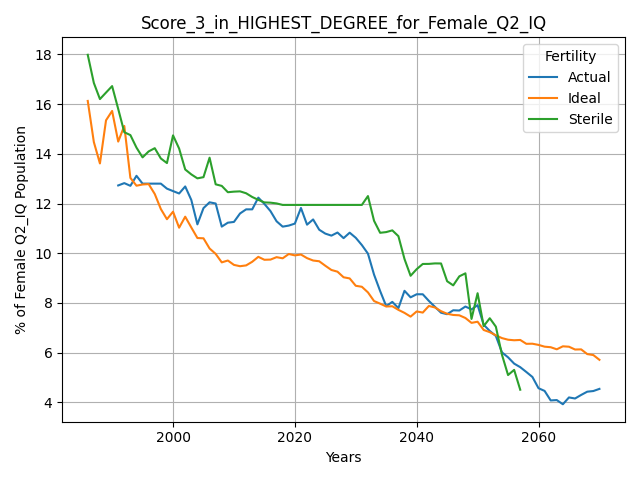 Score_3_in_HIGHEST_DEGREE_for_Female_Q2_IQ
% of Female Q2_IQ Population
18
16
14
12
10
8
6
4
Fertility
Actual
Ideal
Sterile
2000
2020
2040
2060
Years